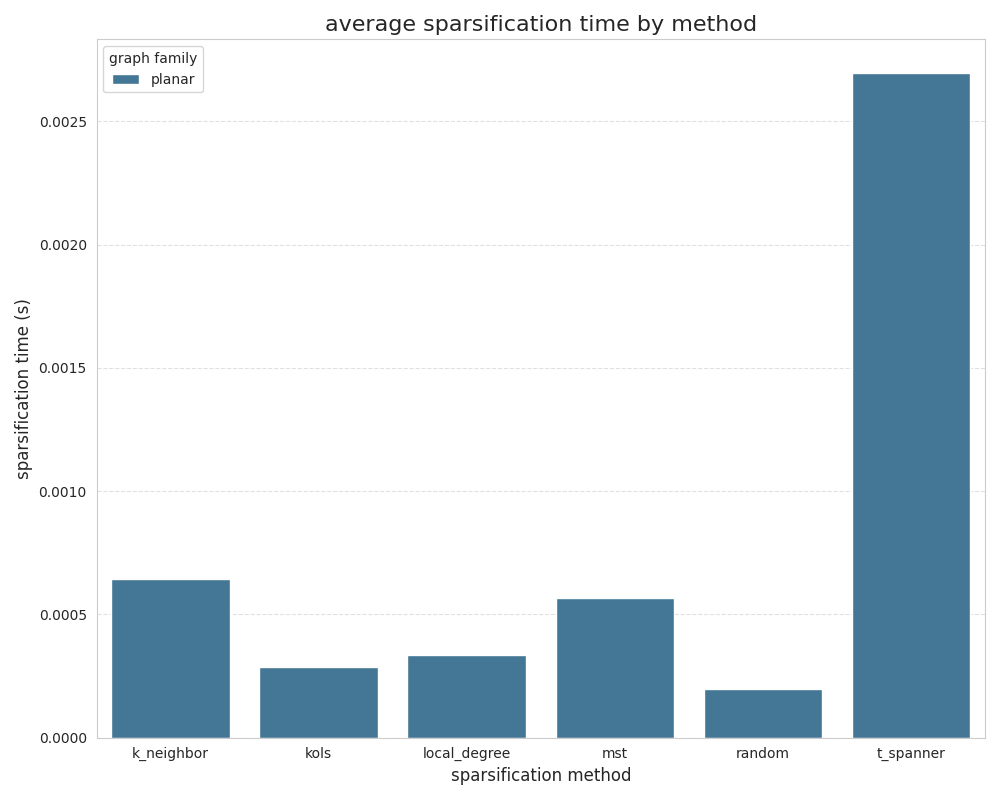 average sparsification time by method
graph family
planar
0.0025
0.0020
0.0015
0.0010
0.0005
0.0000
sparsification time (s)
k_neighbor
kols
local_degree
mst
random
t_spanner
sparsification method